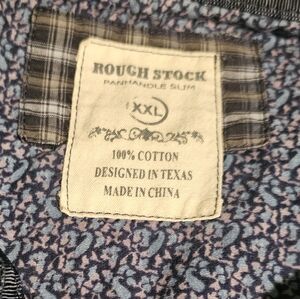 ROUGH STOCK
PANHANDLE SLIM
XXL
100% COTTON
DESIGNED IN TEXAS
MADE IN CHINA